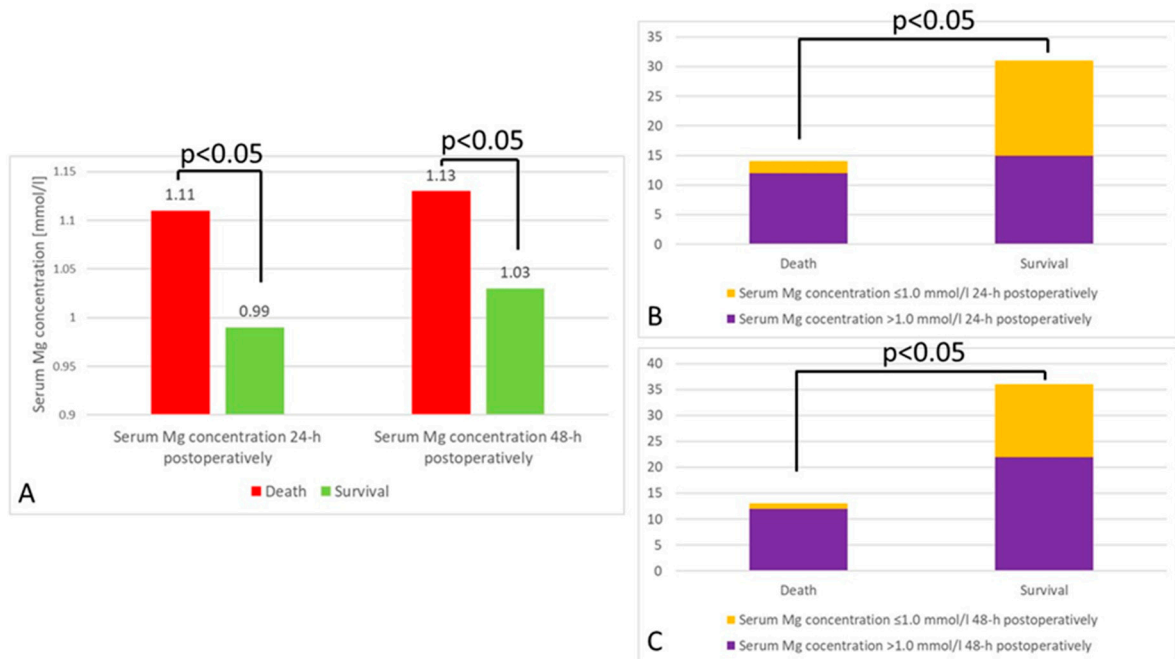 p<0.05
p<0.05
Serum Mg concentration [mmol/l]
1.15
1.1
1.05
1
0.95
0.9
1.11
0.99
1.13
1.03
Serum Mg concentration 24-h
postoperatively
Serum Mg concentration 48-h
postoperatively
Death
Survival
A
p<0.05
35
30
25
20
15
10
5
0
Death
Survival
Serum Mg concentration ≤1.0 mmol/l 24-h postoperatively
Serum Mg cocentration >1.0 mmol/l 24-h postoperatively
B
p<0.05
40
35
30
25
20
15
10
5
0
Death
Survival
Serum Mg concentration ≤1.0 mmol/l 48-h postoperatively
Serum Mg cocentration >1.0 mmol/l 48-h postoperatively
C